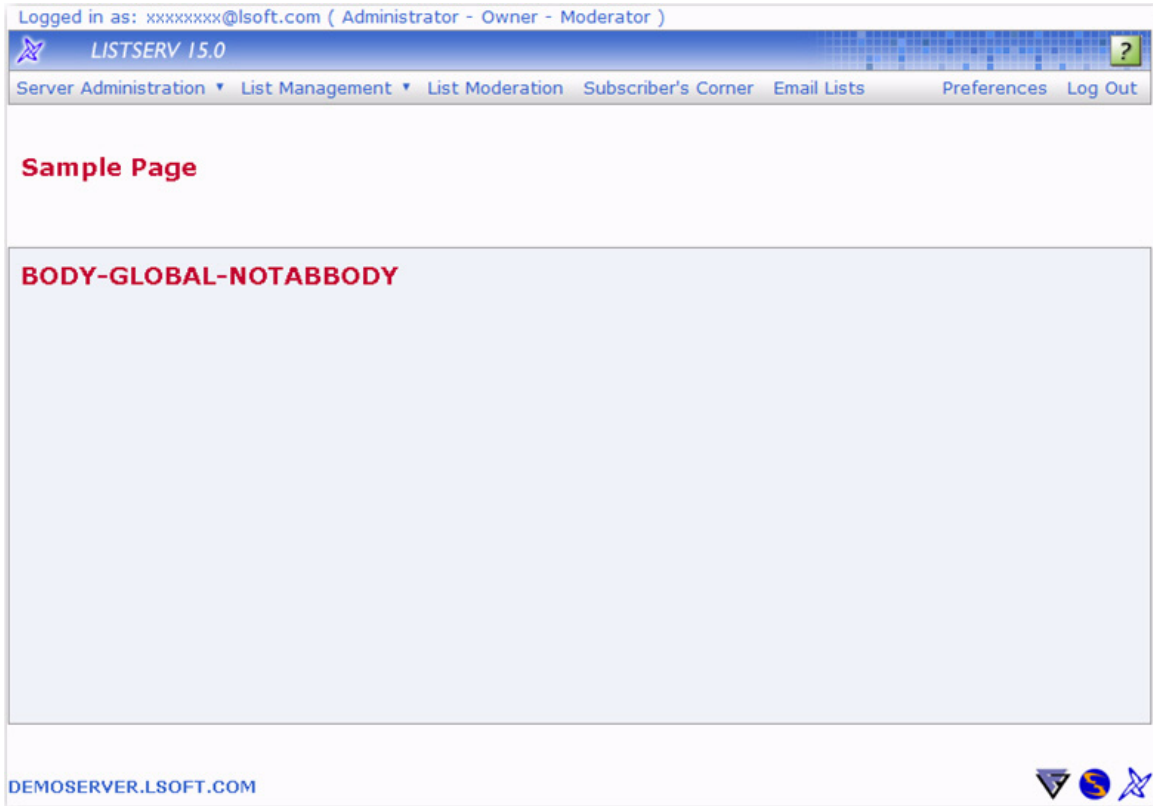 Logged in as: xxxxxxxx@lsoft.com ( Administrator - Owner - Moderator )
LISTSERV 15.0 ?
Server Administration ▼ List Management ▼ List Moderation Subscriber's Corner Email Lists Preferences Log Out
Sample Page
BODY-GLOBAL-NOTABBODY
DEMOSERVER.LSOFT.COM